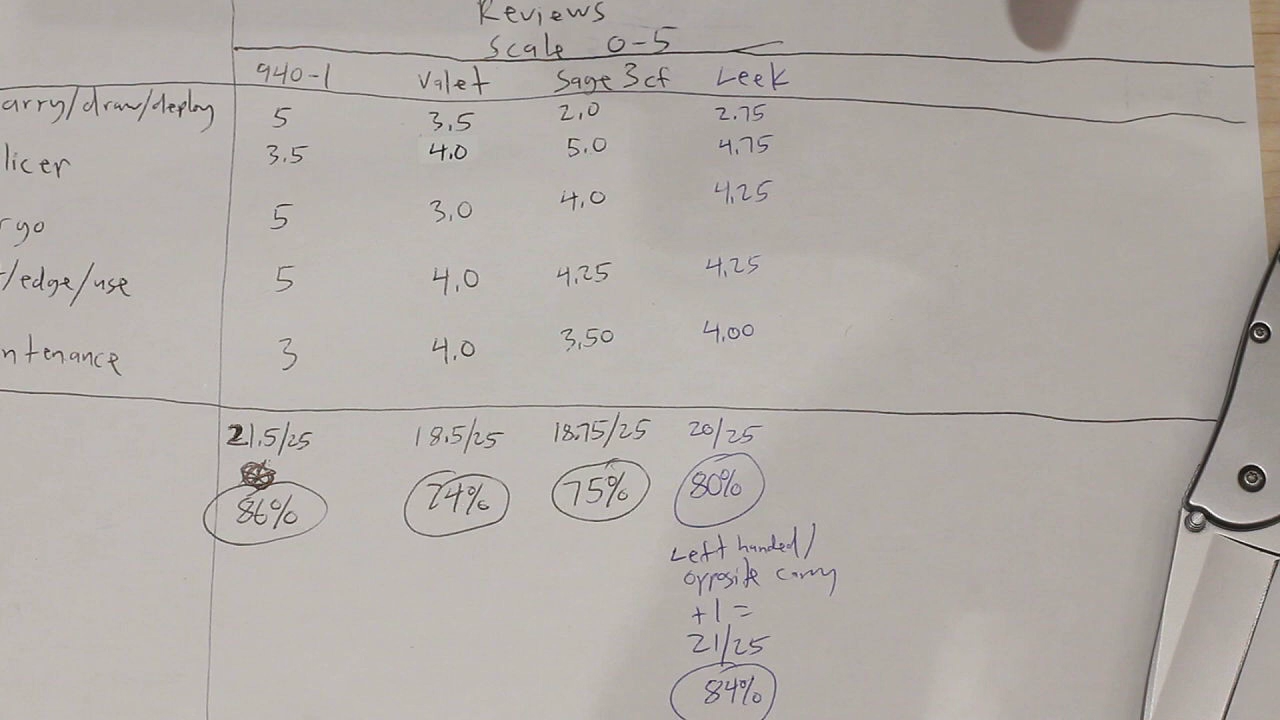 Reviews
Scale 0-5
940-1 Valet Sage 3cf Leek
arry/draw/deploy 5 3.5 2.0 2.75
licer 3.5 4.0 5.0 4.75
rgo 5 3.0 4.0 4.25
/edge/use 5 4.0 4.25 4.25
ntenance 3 4.0 3.50 4.00
21.5/25 18.5/25 18.75/25 20/25
86% 74% 75% 80%
Left handed/
opposite carry
+1 =
21/25
84%